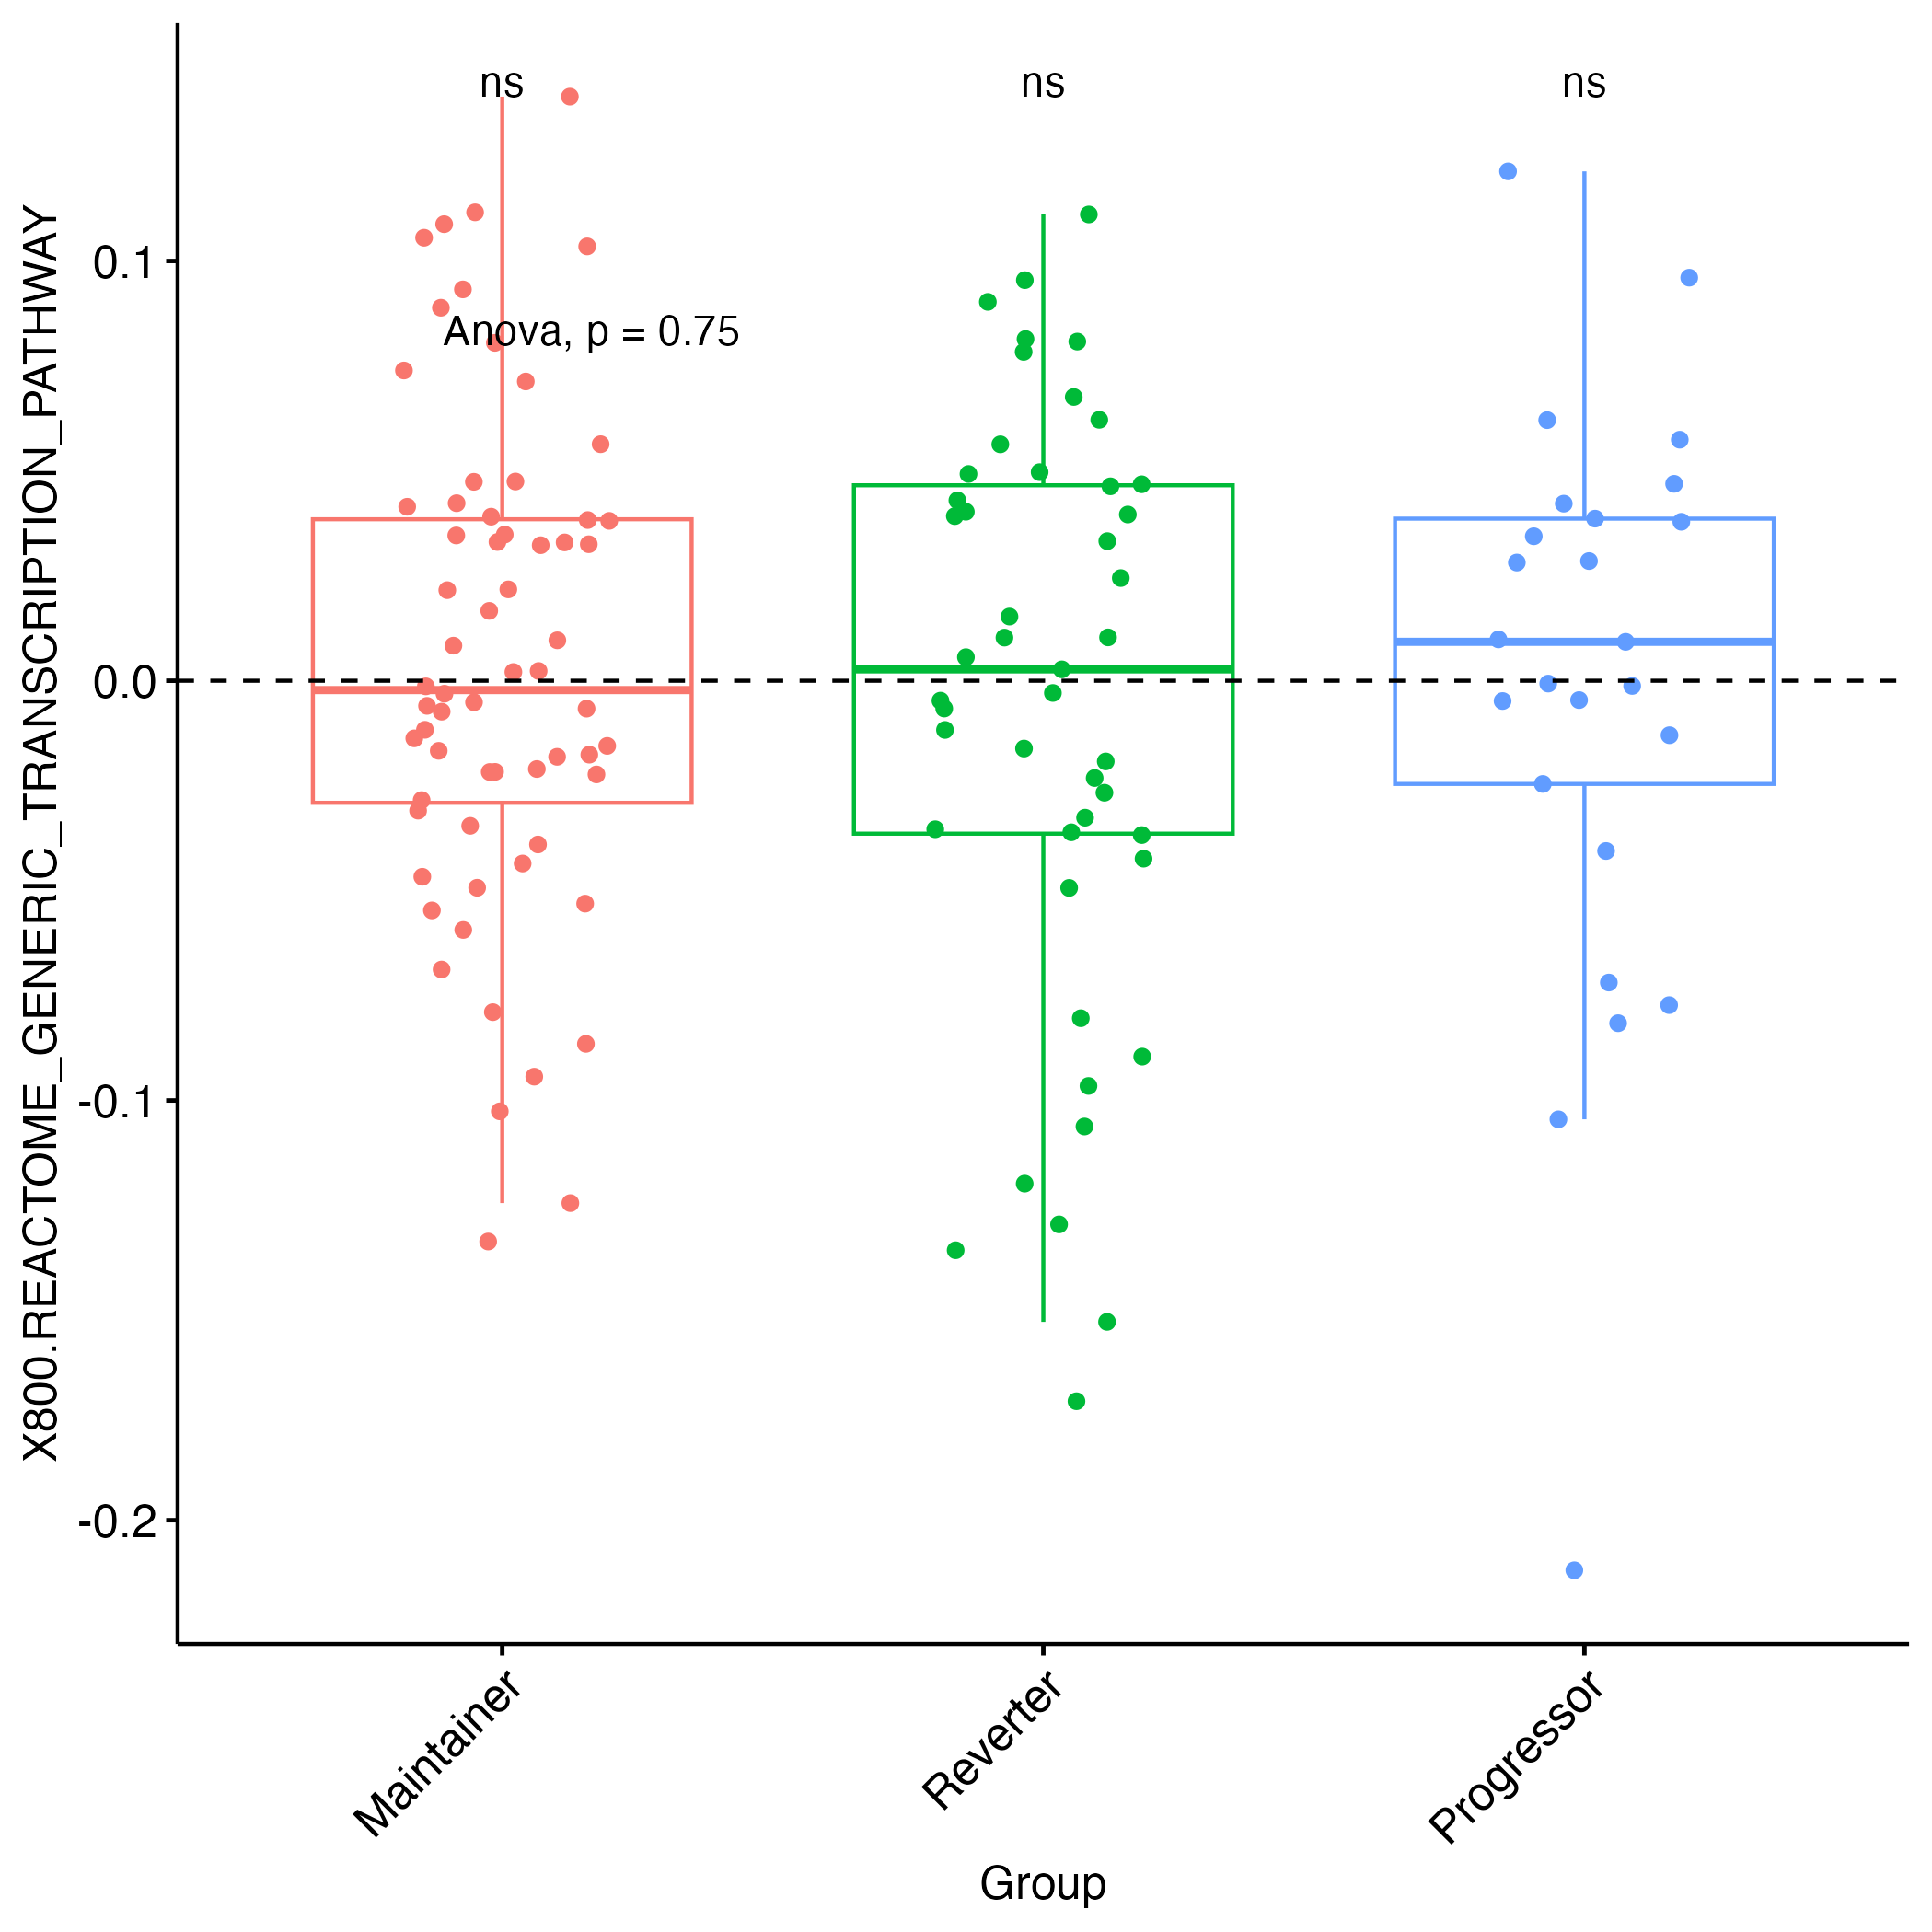 ns ns ns
Anova, p = 0.75
X800.REACTOME_GENERIC_TRANSCRIPTION_PATHWAY
0.1
0.0
-0.1
-0.2
Maintainer
Reverter
Progressor
Group